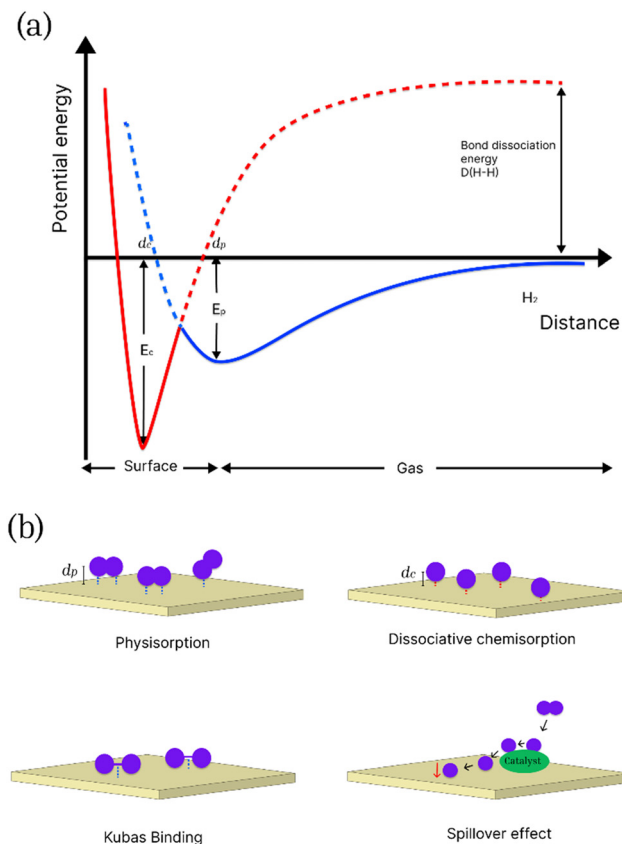 (a)
Potential energy
Bond dissociation
energy
D(H-H)
dc
dp
Ep
Ec
H2
Distance
Surface
Gas
(b)
dp
dc
Physisorption
Dissociative chemisorption
Catalyst
Kubas Binding
Spillover effect